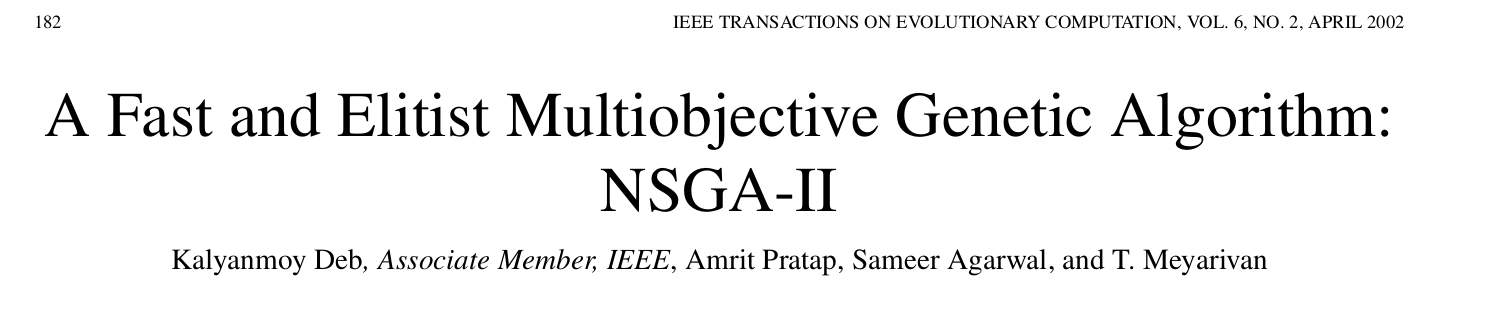 182
IEEE TRANSACTIONS ON EVOLUTIONARY COMPUTATION, VOL. 6, NO. 2, APRIL 2002
A Fast and Elitist Multiobjective Genetic Algorithm:
NSGA-II
Kalyanmoy Deb, Associate Member, IEEE, Amrit Pratap, Sameer Agarwal, and T. Meyarivan